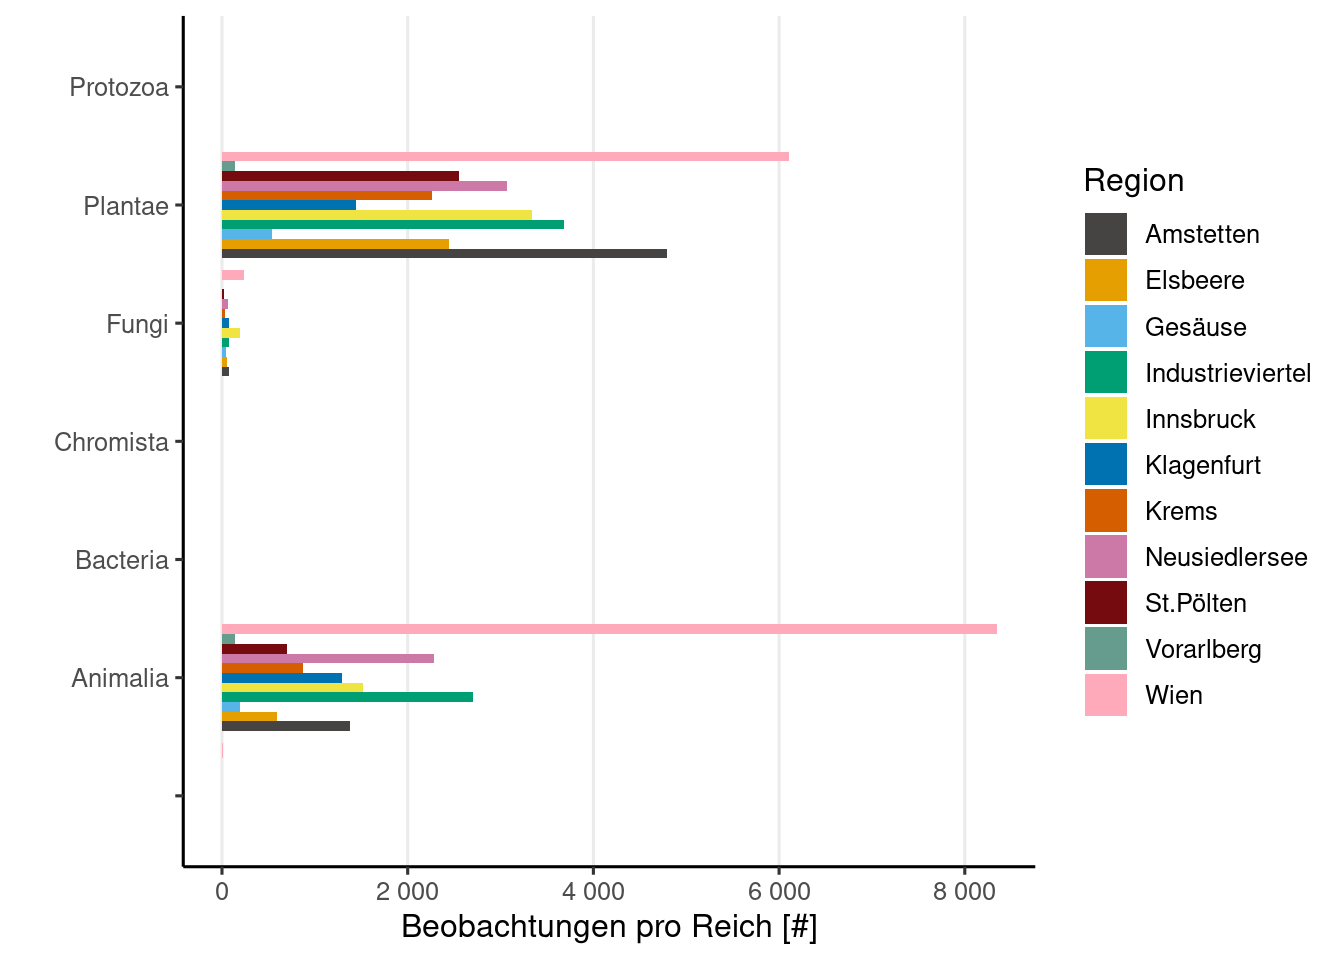 Protozoa
Plantae
Fungi
Chromista
Bacteria
Animalia
0
2 000
4 000
6 000
8 000
Beobachtungen pro Reich [#]
Region
Amstetten
Elsbeere
Gesäuse
Industrieviertel
Innsbruck
Klagenfurt
Krems
Neusiedlersee
St.Pölten
Vorarlberg
Wien